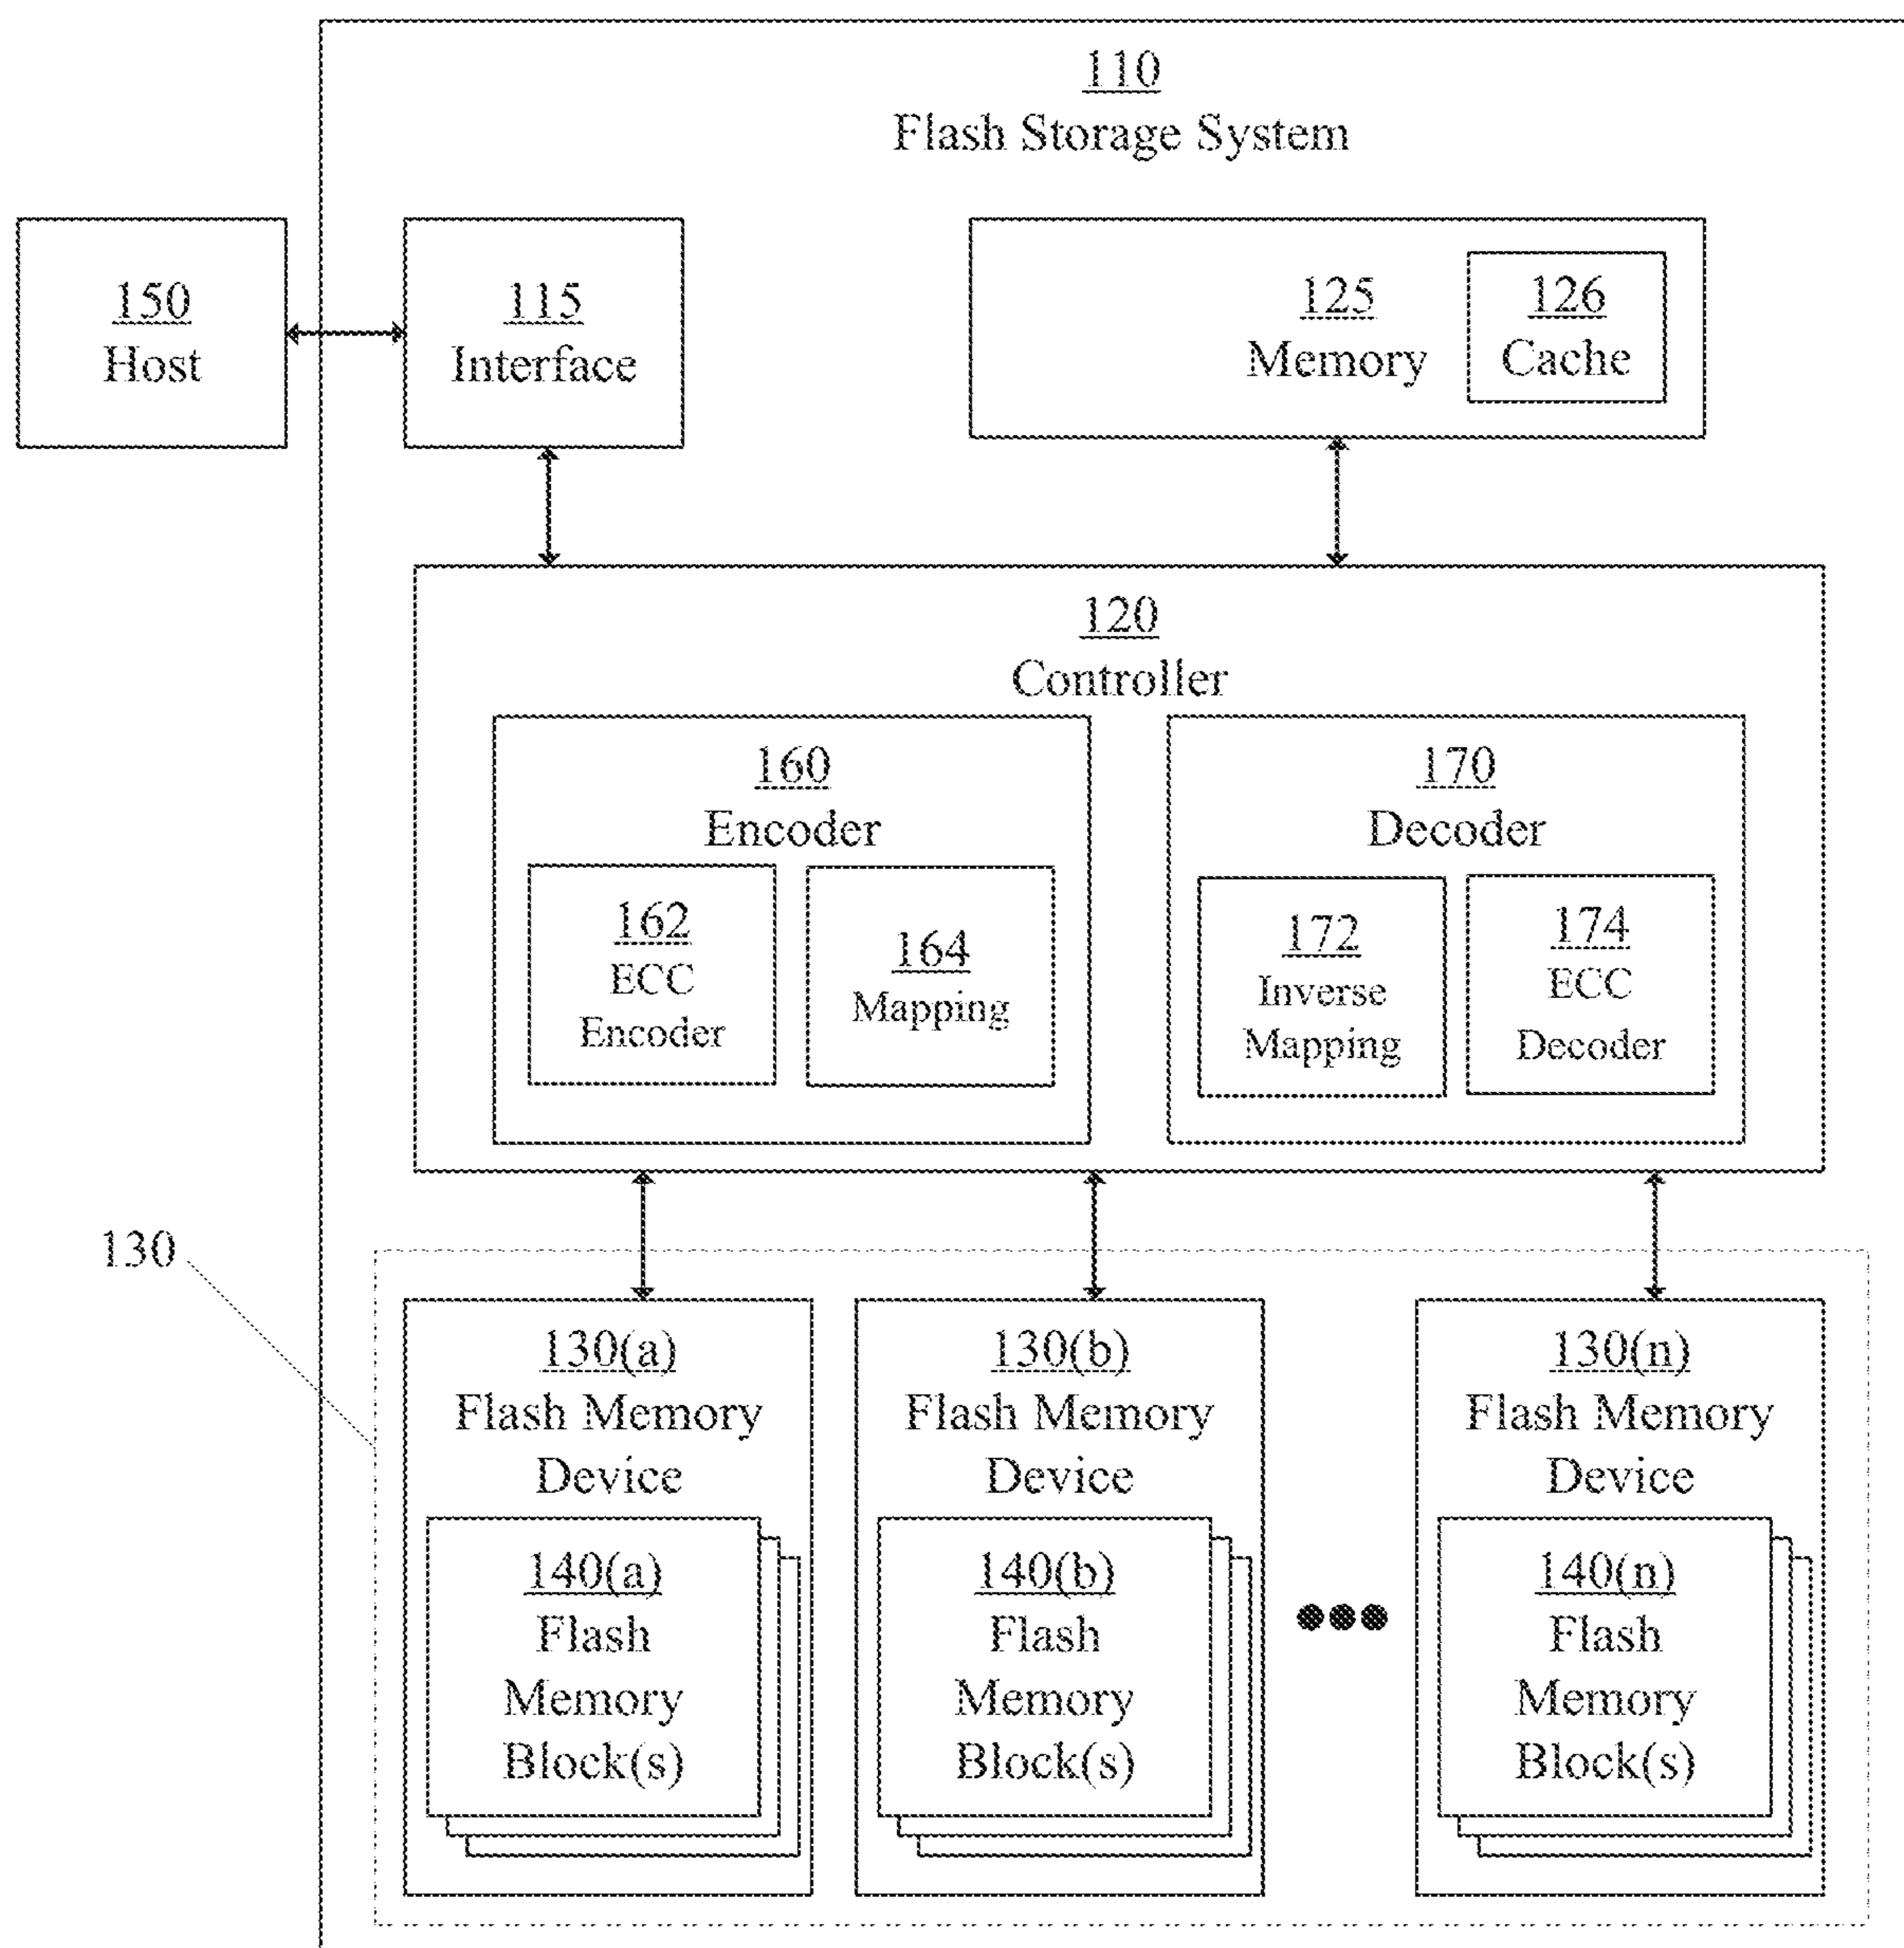 110
Flash Storage System
150
Host
115
Interface
125
Memory
126
Cache
120
Controller
160
Encoder
162
ECC
Encoder
164
Mapping
170
Decoder
172
Inverse
Mapping
174
ECC
Decoder
130
130(a)
Flash Memory
Device
140(a)
Flash
Memory
Block(s)
130(b)
Flash Memory
Device
140(b)
Flash
Memory
Block(s)
130(n)
Flash Memory
Device
140(n)
Flash
Memory
Block(s)